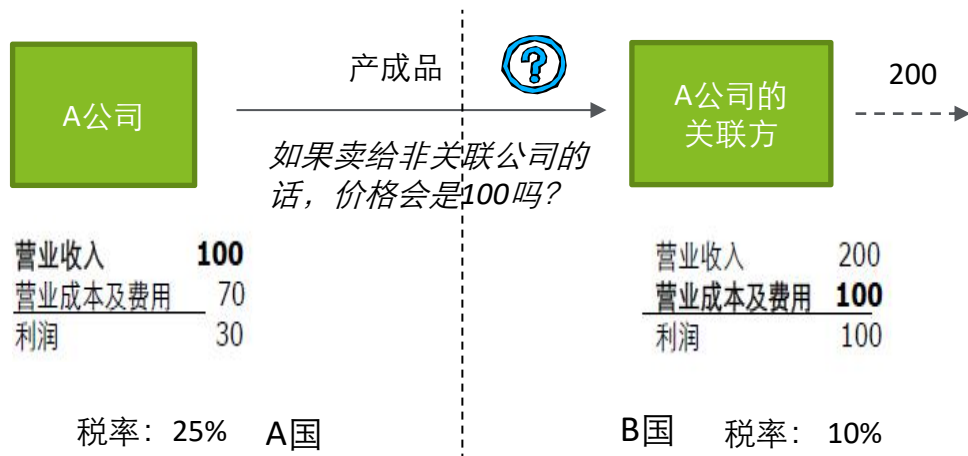 产成品
?
A公司
A公司的
关联方
200
如果卖给非关联公司的
话，价格会是100吗？
营业收入 100
营业成本及费用 70
利润 30
营业收入 200
营业成本及费用 100
利润 100
税率：25% A国
B国 税率： 10%